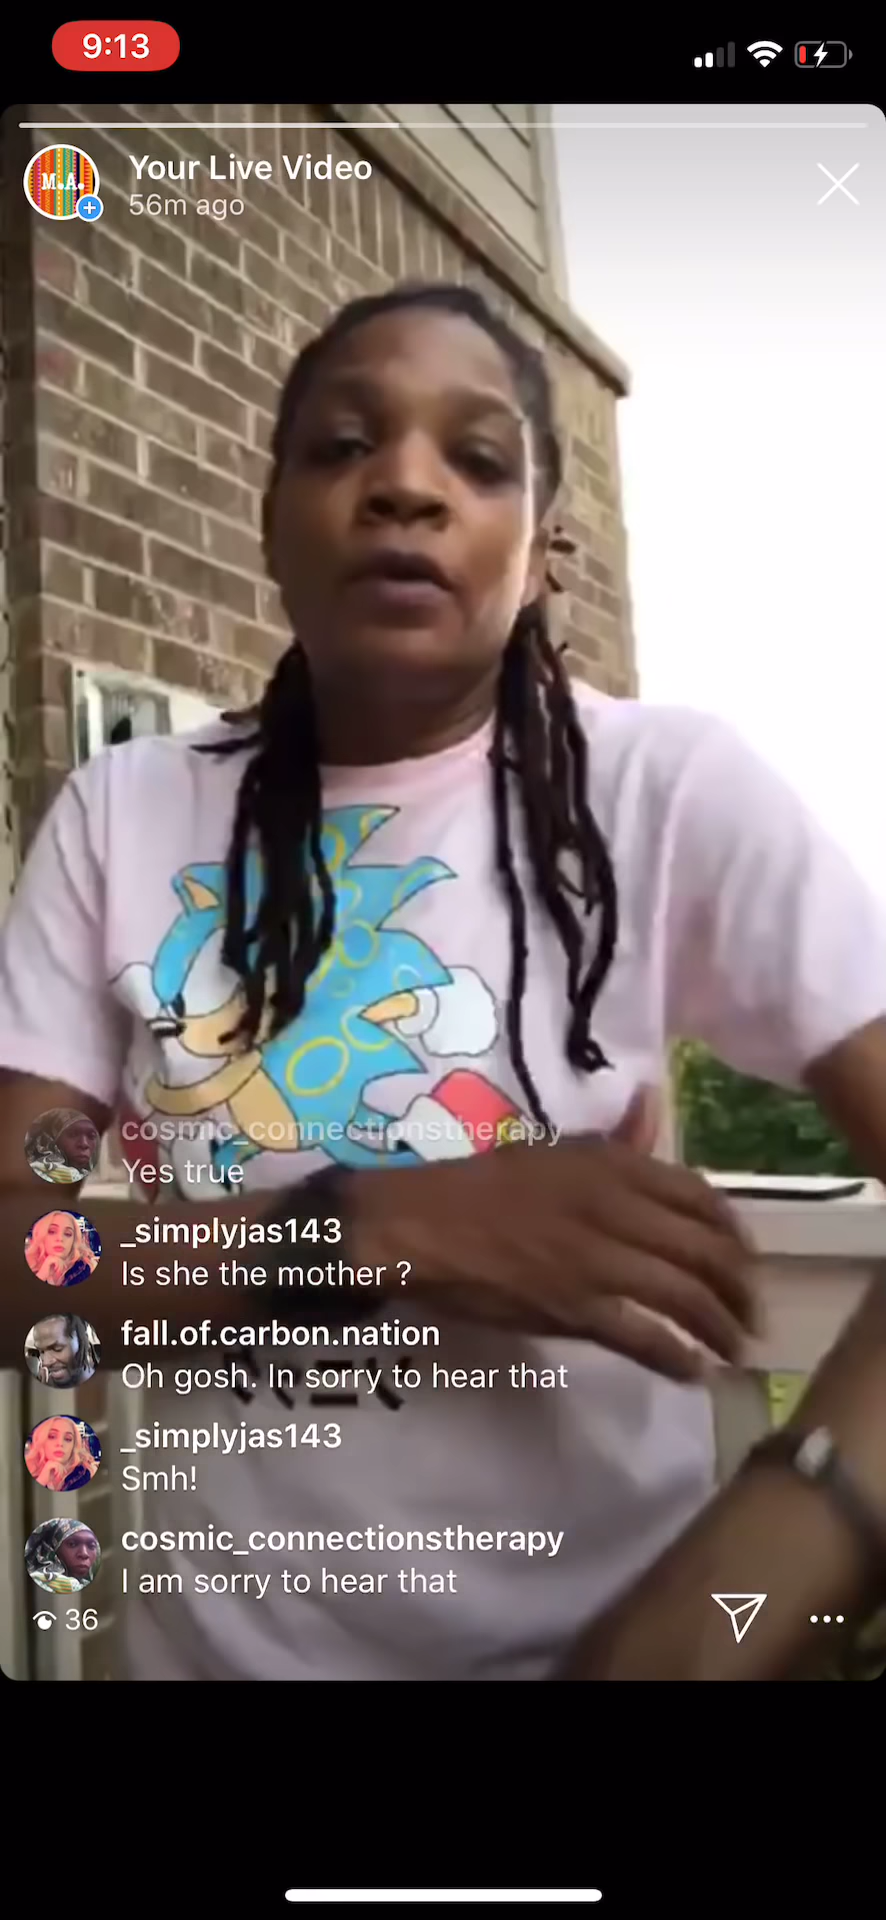 9:13
M.A.
Your Live Video
56m ago
cosmic_connectionstherapy
Yes true
_simplyjas143
Is she the mother ?
fall.of.carbon.nation
Oh gosh. In sorry to hear that
_simplyjas143
Smh!
cosmic_connectionstherapy
I am sorry to hear that
36